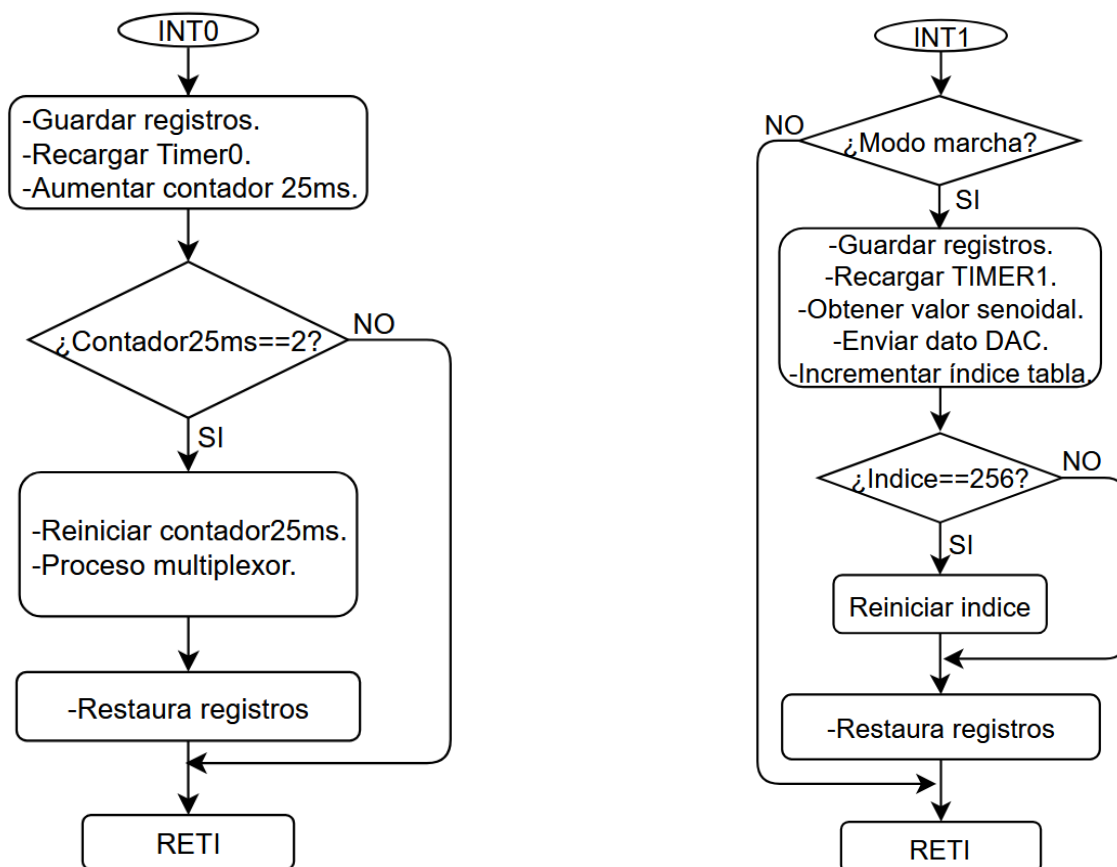 INT0
-Guardar registros.
-Recargar Timer0.
-Aumentar contador 25ms.
¿Contador25ms==2?
NO
SI
-Reiniciar contador25ms.
-Proceso multiplexor.
-Restaura registros
RETI
INT1
NO
¿Modo marcha?
SI
-Guardar registros.
-Recargar TIMER1.
-Obtener valor senoidal.
-Enviar dato DAC.
-Incrementar índice tabla.
¿Indice==256?
NO
SI
Reiniciar indice
-Restaura registros
RETI